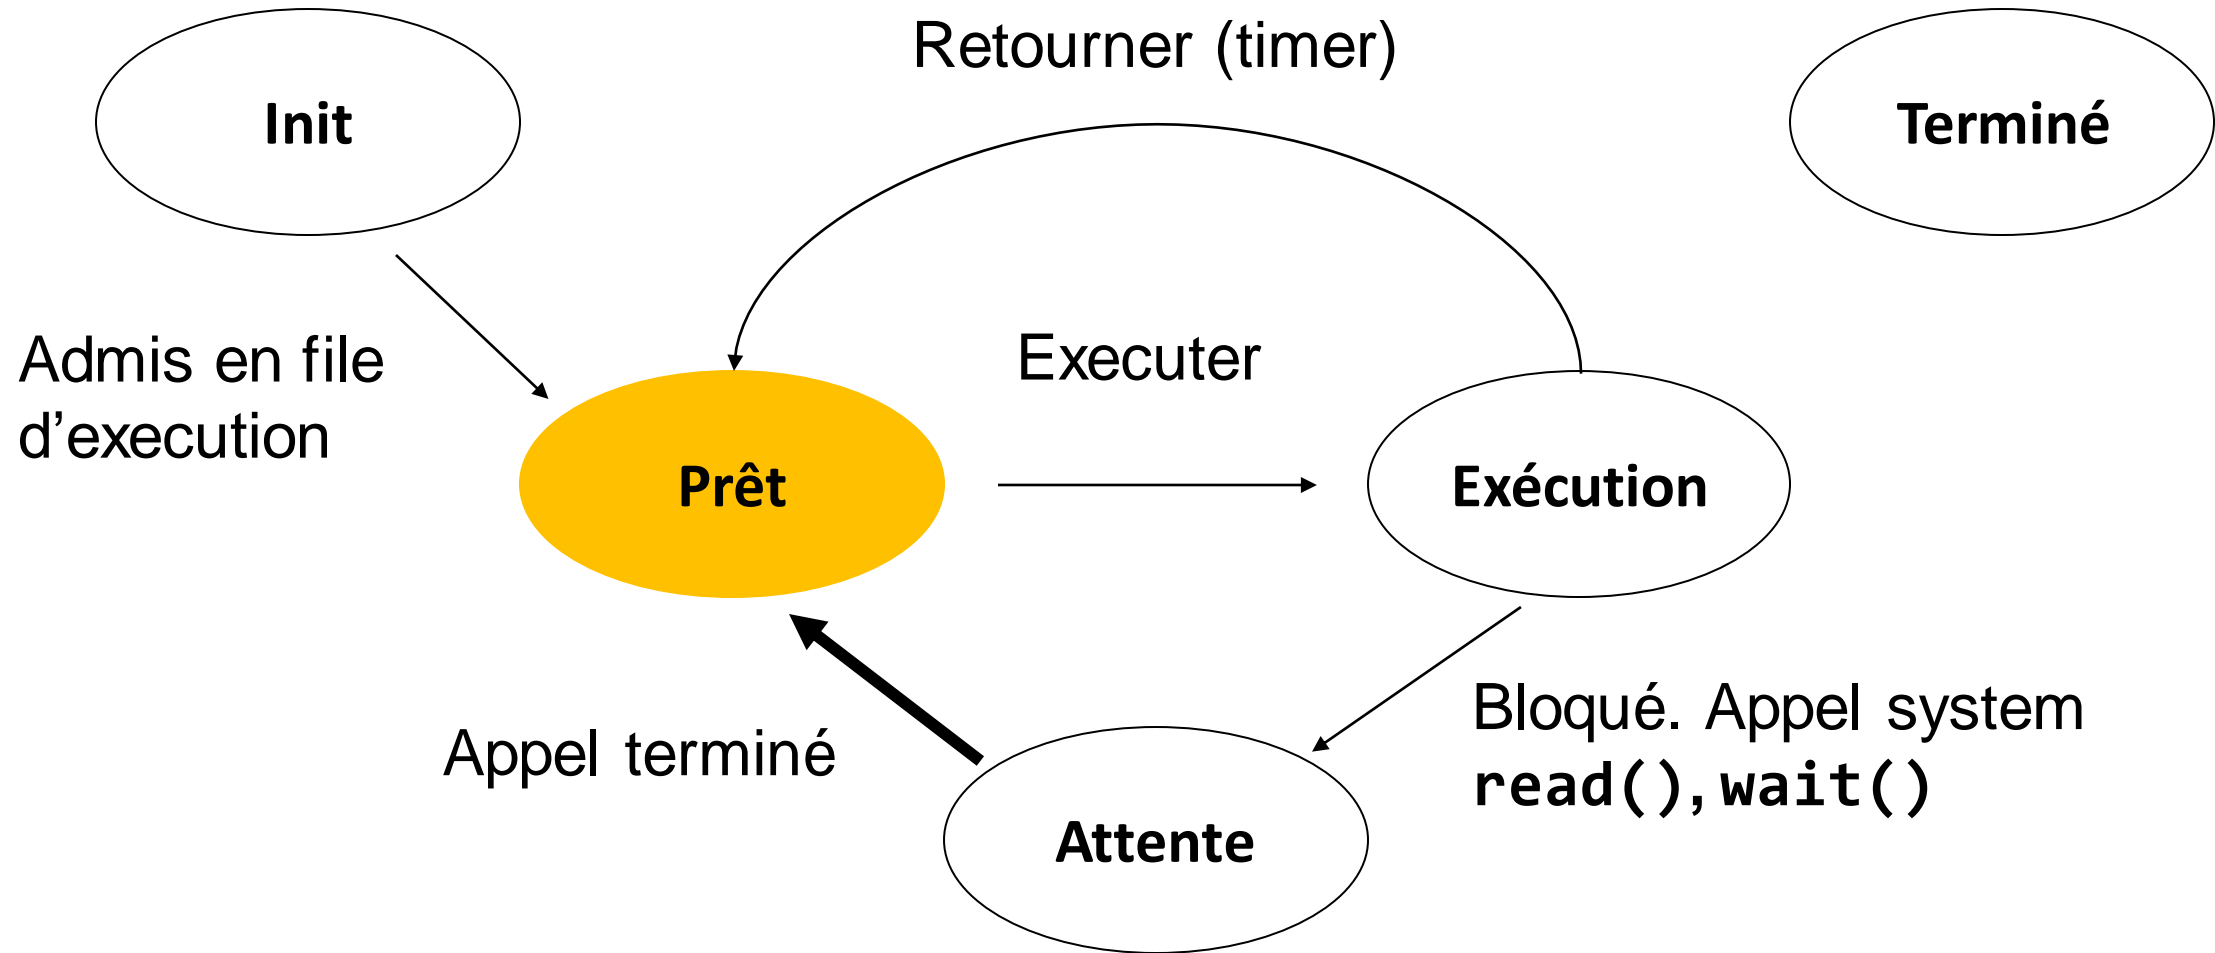 Retourner (timer)
Init
Terminé
Admis en file
d’execution
Executer
Prêt
Exécution
Appel terminé
Bloqué. Appel system
read(), wait()
Attente